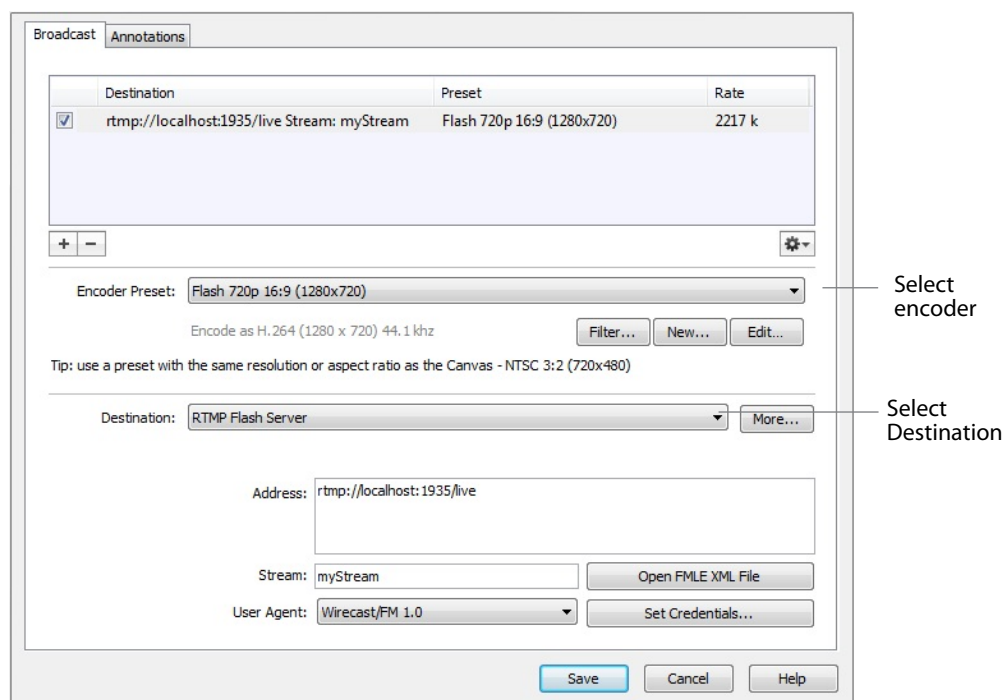 Broadcast Annotations
Destination Preset Rate
rtmp://localhost:1935/live Stream: myStream Flash 720p 16:9 (1280x720) 2217 k
+ −
Encoder Preset: Flash 720p 16:9 (1280x720)
Select
encoder
Encode as H.264 (1280 x 720) 44.1 khz Filter... New... Edit...
Tip: use a preset with the same resolution or aspect ratio as the Canvas - NTSC 3:2 (720x480)
Destination: RTMP Flash Server More...
Select
Destination
Address: rtmp://localhost:1935/live
Stream: myStream Open FMLE XML File
User Agent: Wirecast/FM 1.0 Set Credentials...
Save Cancel Help